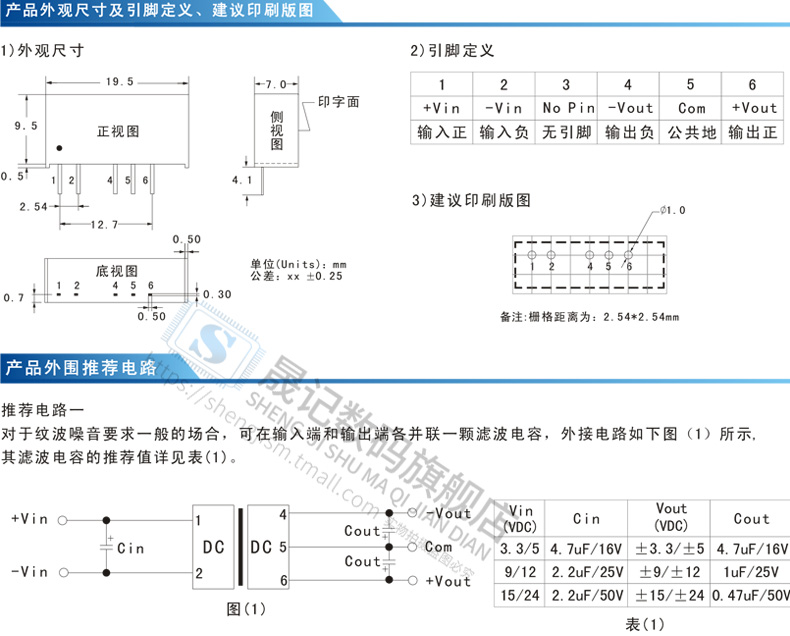 产品外观尺寸及引脚定义、建议印刷版图
1)外观尺寸
19.5
9.5
正视图
0.5
1 2 4 5 6
2.54
12.7
7.0
侧视图
印字面
4.1
0.50
底视图
1 2 4 5 6
0.7
0.30
0.50
单位(Units): mm
公差: xx ±0.25
2)引脚定义
1 2 3 4 5 6
+Vin -Vin No Pin -Vout Com +Vout
输入正 输入负 无引脚 输出负 公共地 输出正
3)建议印刷版图
Ø1.0
1 2 4 5 6
备注:栅格距离为: 2.54*2.54mm
产品外围推荐电路
推荐电路一
对于纹波噪音要求一般的场合，可在输入端和输出端各并联一颗滤波电容，外接电路如下图（1）所示,
其滤波电容的推荐值详见表(1)。
+Vin
-Vin
+
Cin
1
2
DC DC
4
5
6
Cout
+
Cout
+
-Vout
Com
+Vout
图(1)
Vin (VDC) Cin Vout (VDC) Cout
3.3/5 4.7uF/16V ±3.3/±5 4.7uF/16V
9/12 2.2uF/25V ±9/±12 1uF/25V
15/24 2.2uF/50V ±15/±24 0.47uF/50V
表(1)
S
晟记数码旗舰店
SHENG JI SHU MA QI JIAN DIAN